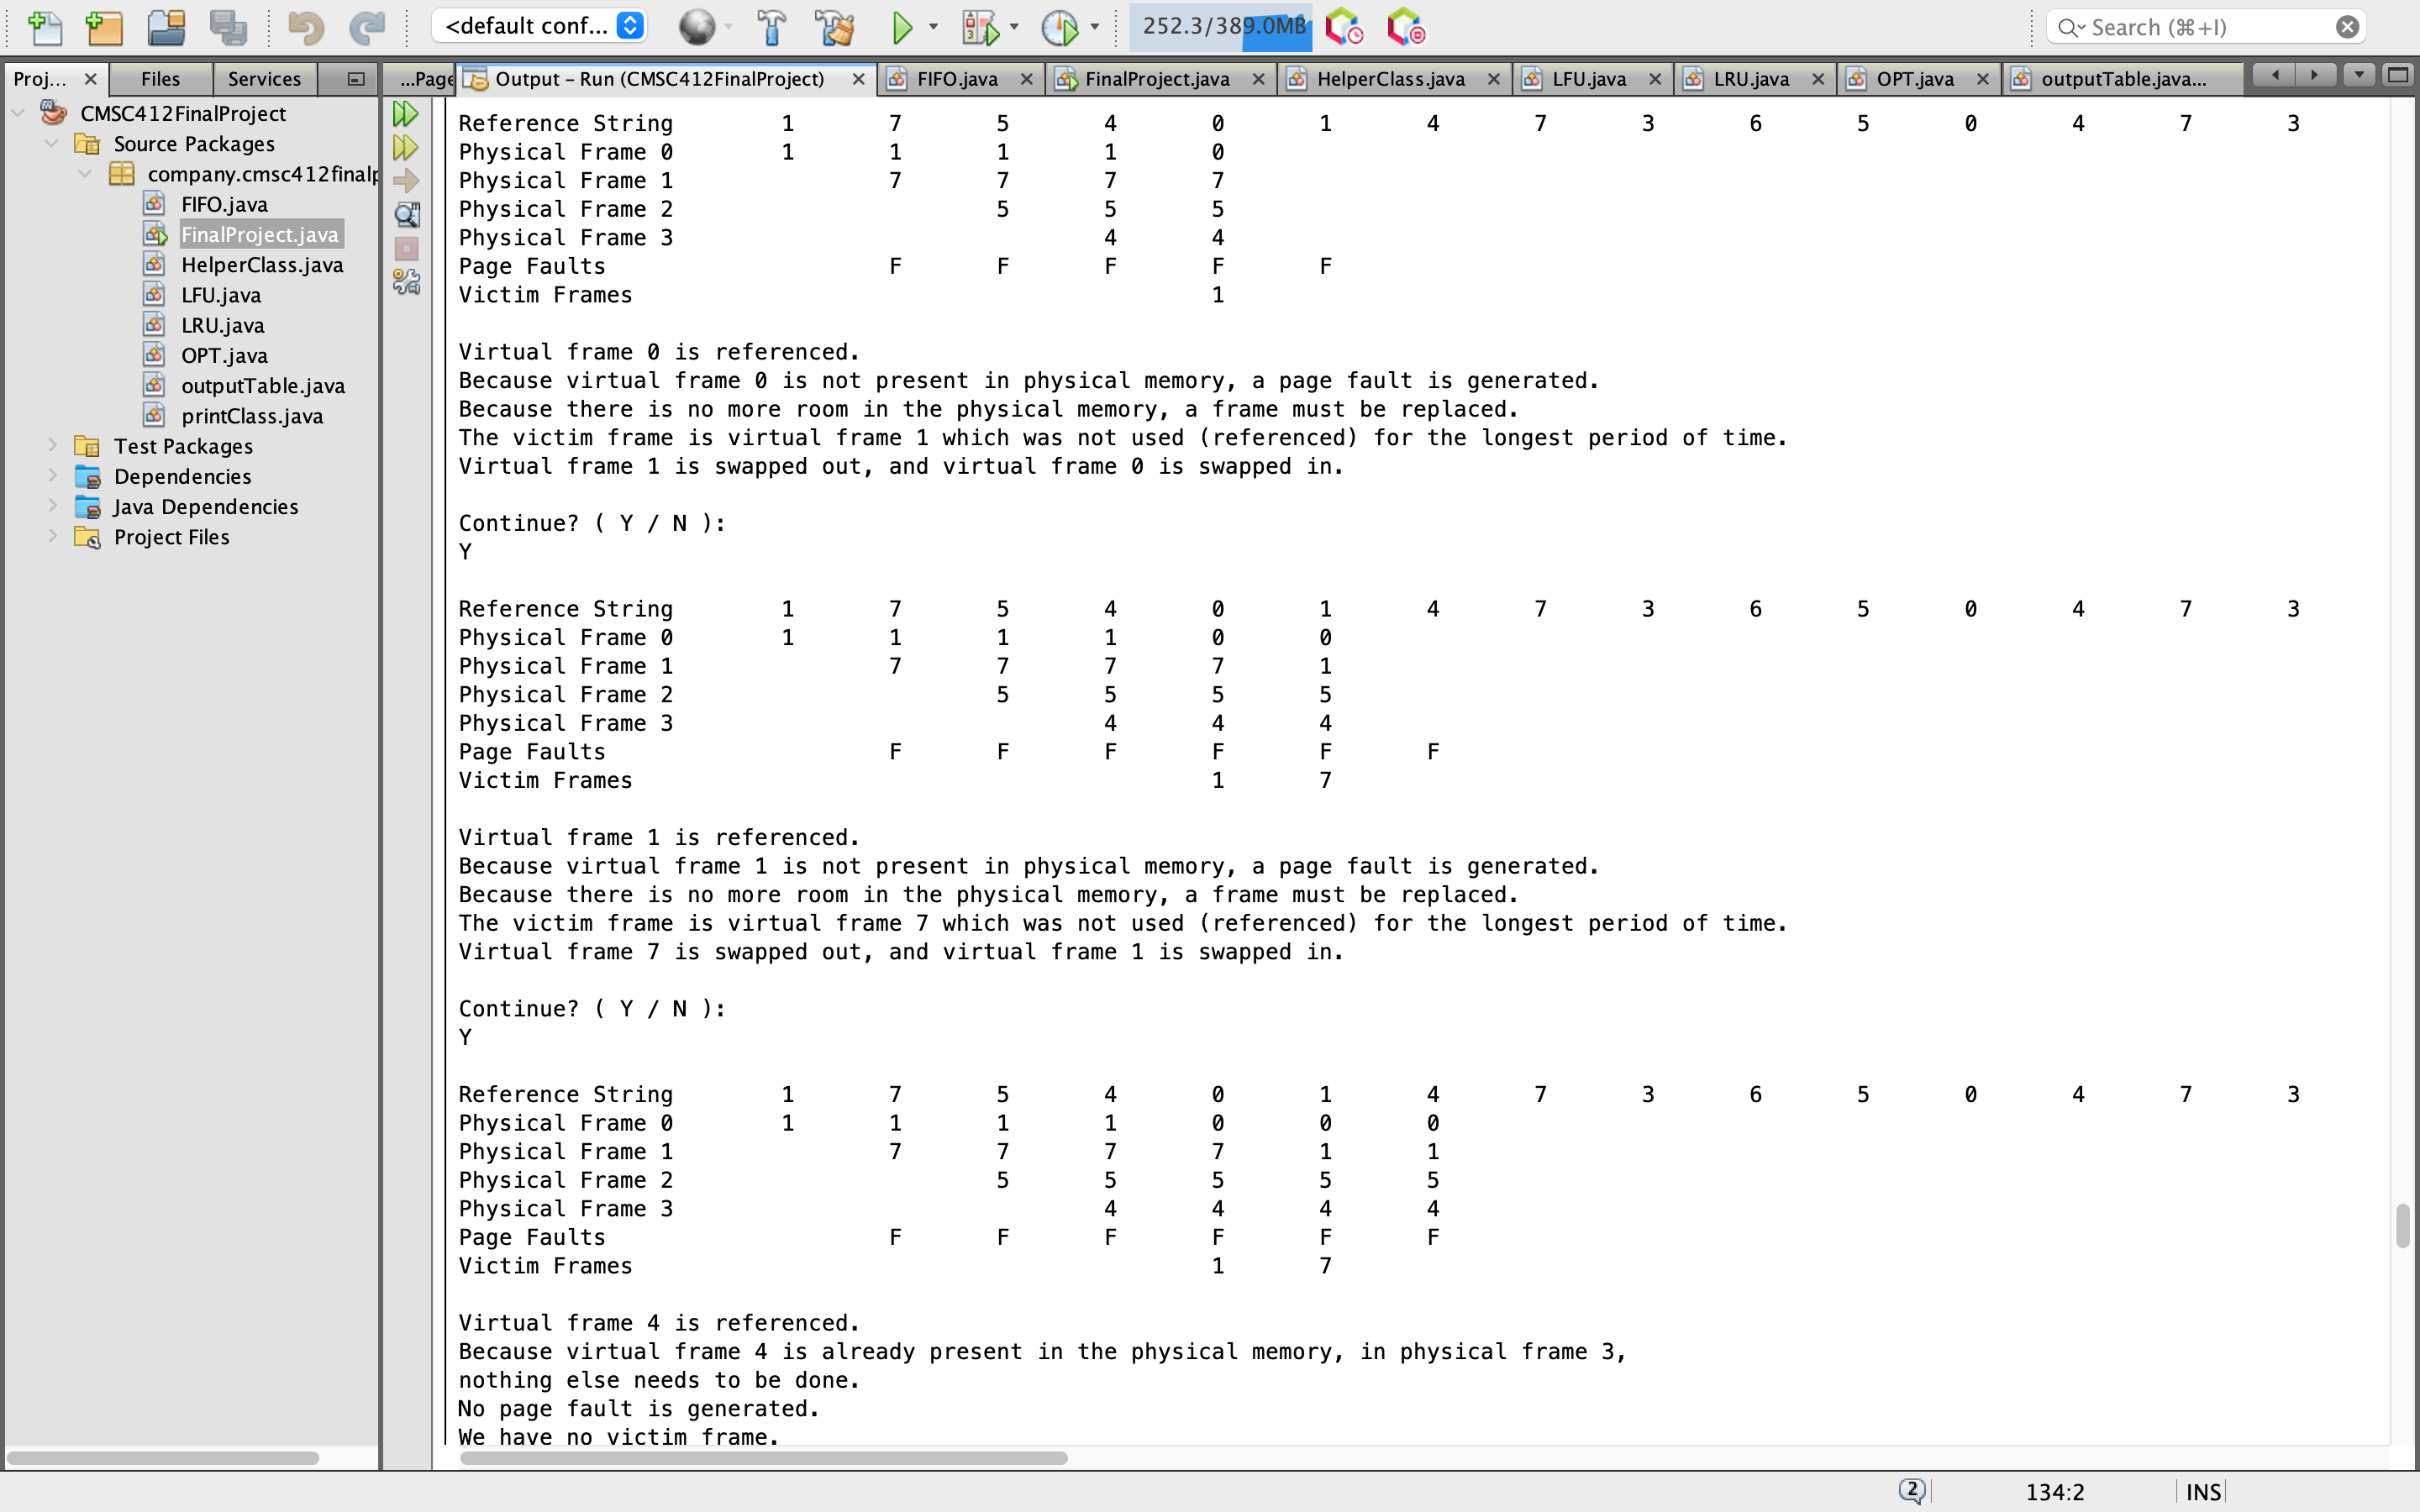 <default conf... 252.3/389.0MB Search (⌘+I)
Proj... Files Services ...Page Output – Run (CMSC412FinalProject) FIFO.java FinalProject.java HelperClass.java LFU.java LRU.java OPT.java outputTable.java...
CMSC412FinalProject
Source Packages
company.cmsc412finalp
FIFO.java
FinalProject.java
HelperClass.java
LFU.java
LRU.java
OPT.java
outputTable.java
printClass.java
Test Packages
Dependencies
Java Dependencies
Project Files
Reference String 1 7 5 4 0 1 4 7 3 6 5 0 4 7 3
Physical Frame 0 1 1 1 1 0
Physical Frame 1 7 7 7 7
Physical Frame 2 5 5 5
Physical Frame 3 4 4
Page Faults F F F F F
Victim Frames 1
Virtual frame 0 is referenced.
Because virtual frame 0 is not present in physical memory, a page fault is generated.
Because there is no more room in the physical memory, a frame must be replaced.
The victim frame is virtual frame 1 which was not used (referenced) for the longest period of time.
Virtual frame 1 is swapped out, and virtual frame 0 is swapped in.
Continue? ( Y / N ):
Y
Reference String 1 7 5 4 0 1 4 7 3 6 5 0 4 7 3
Physical Frame 0 1 1 1 1 0 0
Physical Frame 1 7 7 7 7 1
Physical Frame 2 5 5 5 5
Physical Frame 3 4 4 4
Page Faults F F F F F F
Victim Frames 1 7
Virtual frame 1 is referenced.
Because virtual frame 1 is not present in physical memory, a page fault is generated.
Because there is no more room in the physical memory, a frame must be replaced.
The victim frame is virtual frame 7 which was not used (referenced) for the longest period of time.
Virtual frame 7 is swapped out, and virtual frame 1 is swapped in.
Continue? ( Y / N ):
Y
Reference String 1 7 5 4 0 1 4 7 3 6 5 0 4 7 3
Physical Frame 0 1 1 1 1 0 0 0
Physical Frame 1 7 7 7 7 1 1
Physical Frame 2 5 5 5 5 5
Physical Frame 3 4 4 4 4
Page Faults F F F F F F
Victim Frames 1 7
Virtual frame 4 is referenced.
Because virtual frame 4 is already present in the physical memory, in physical frame 3,
nothing else needs to be done.
No page fault is generated.
We have no victim frame.
2 134:2 INS